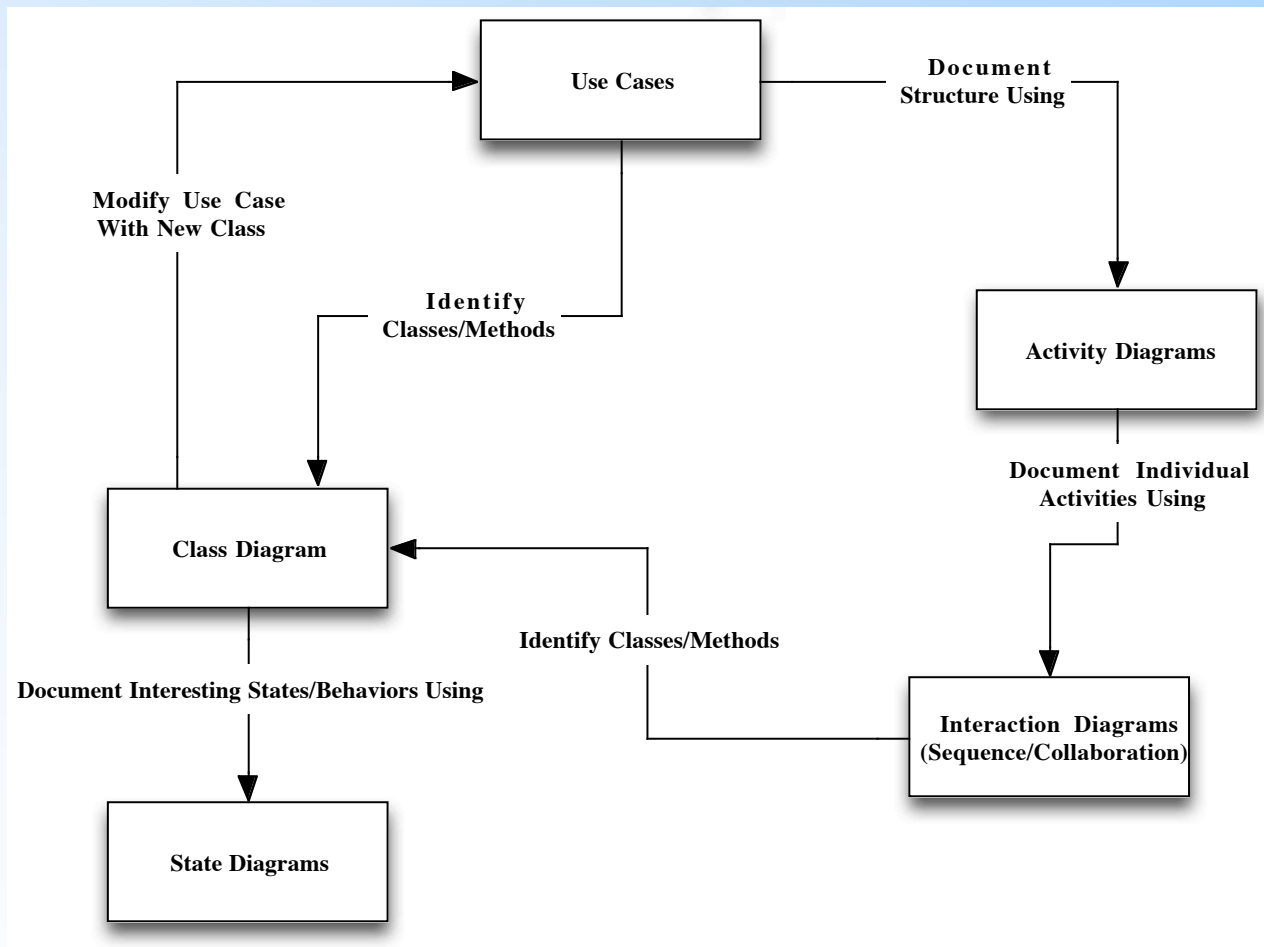 Use Cases
Document
Structure Using
Modify Use Case
With New Class
Identify
Classes/Methods
Activity Diagrams
Document Individual
Activities Using
Class Diagram
Identify Classes/Methods
Document Interesting States/Behaviors Using
Interaction Diagrams
(Sequence/Collaboration)
State Diagrams